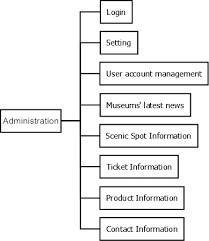 Login
Setting
User account management
Museums' latest news
Administration
Scenic Spot Information
Ticket Information
Product Information
Contact Information